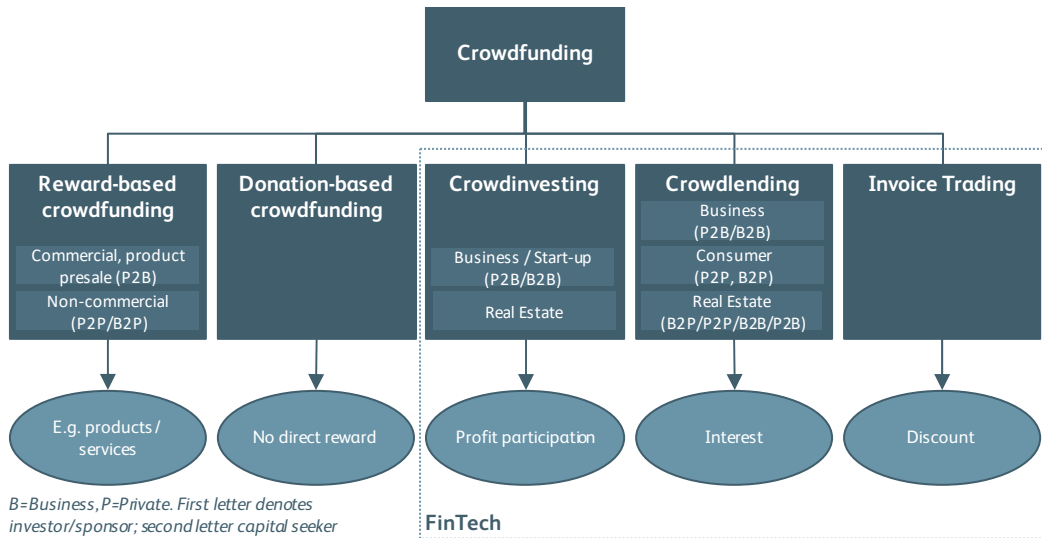 Crowdfunding
Reward-based
crowdfunding
Commercial, product
presale (P2B)
Non-commercial
(P2P/B2P)
E.g. products /
services
Donation-based
crowdfunding
No direct reward
Crowdinvesting
Business / Start-up
(P2B/B2B)
Real Estate
Profit participation
Crowdlending
Business
(P2B/B2B)
Consumer
(P2P, B2P)
Real Estate
(B2P/P2P/B2B/P2B)
Interest
Invoice Trading
Discount
B=Business, P=Private. First letter denotes
investor/sponsor; second letter capital seeker
FinTech